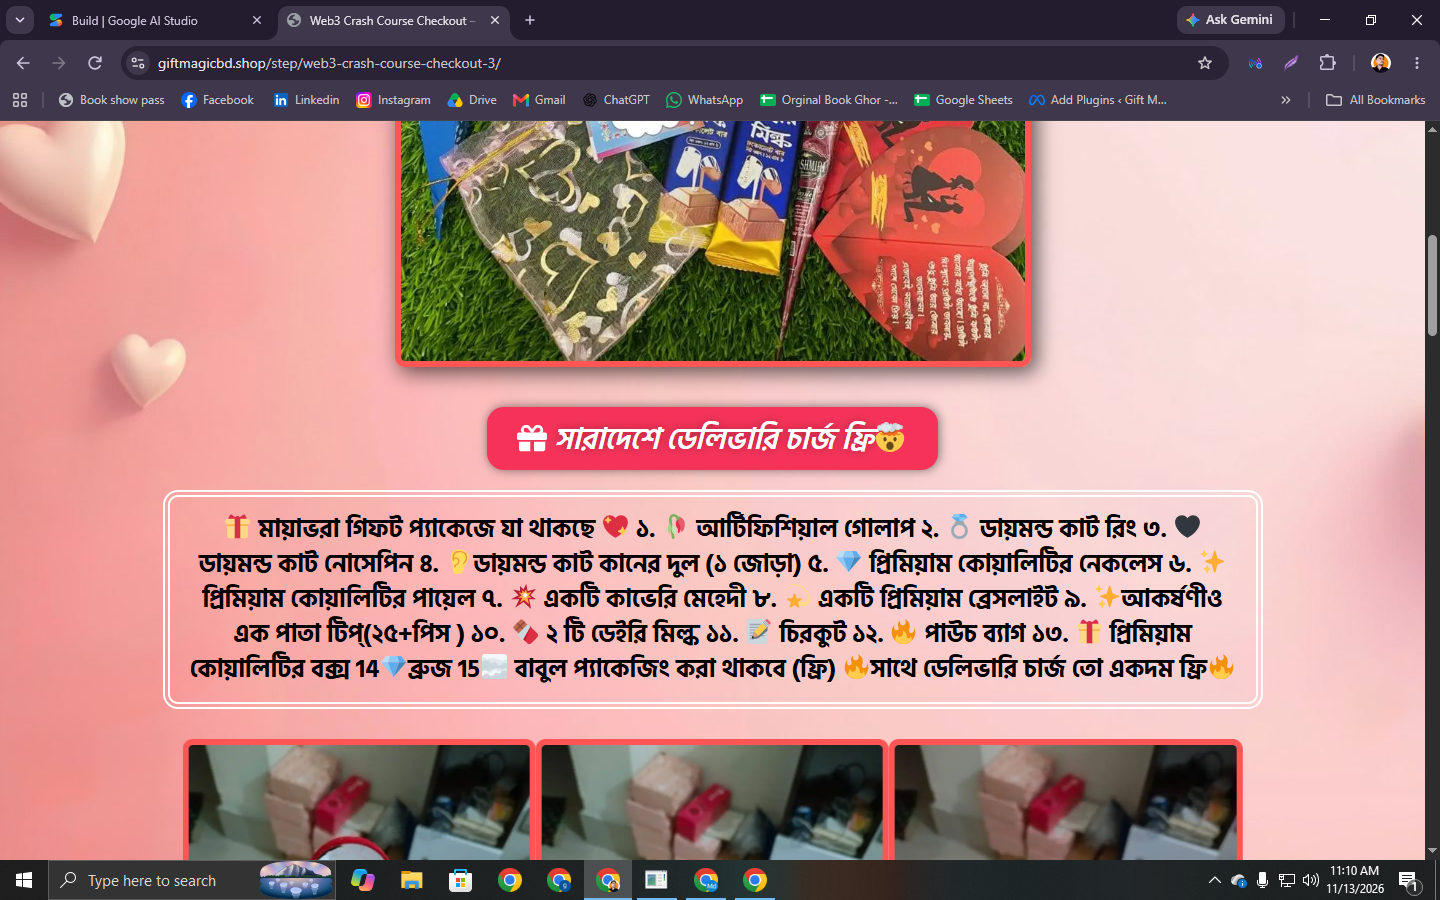 Build | Google AI Studio
Web3 Crash Course Checkout –
Ask Gemini
giftmagicbd.shop/step/web3-crash-course-checkout-3/
Book show pass
Facebook
Linkedin
Instagram
Drive
Gmail
ChatGPT
WhatsApp
Orginal Book Ghor -...
Google Sheets
Add Plugins ‹ Gift M...
All Bookmarks
মিল্ক
সারাদেশে ডেলিভারি চার্জ ফ্রি🤯
🎁 মায়াভরা গিফট প্যাকেজে যা থাকছে 💖 ১. 🥀 আর্টিফিশিয়াল গোলাপ ২. 💍 ডায়মন্ড কাট রিং ৩. 🖤
ডায়মন্ড কাট নোসেপিন ৪. 👂ডায়মন্ড কাট কানের দুল (১ জোড়া) ৫. 💎 প্রিমিয়াম কোয়ালিটির নেকলেস ৬. ✨
প্রিমিয়াম কোয়ালিটির পায়েল ৭. 💥 একটি কাভেরি মেহেদী ৮. 💫 একটি প্রিমিয়াম ব্রেসলাইট ৯. ✨আকর্ষণীও
এক পাতা টিপ(২৫+পিস ) ১০. 🍫 ২ টি ডেইরি মিল্ক ১১. 📝 চিরকুট ১২. 🔥 পাউচ ব্যাগ ১৩. 🎁 প্রিমিয়াম
কোয়ালিটির বক্স 14💎ব্রুজ 15🌫️ বাবুল প্যাকেজিং করা থাকবে (ফ্রি) 🔥সাথে ডেলিভারি চার্জ তো একদম ফ্রি🔥
Type here to search
11:10 AM
11/13/2026
1